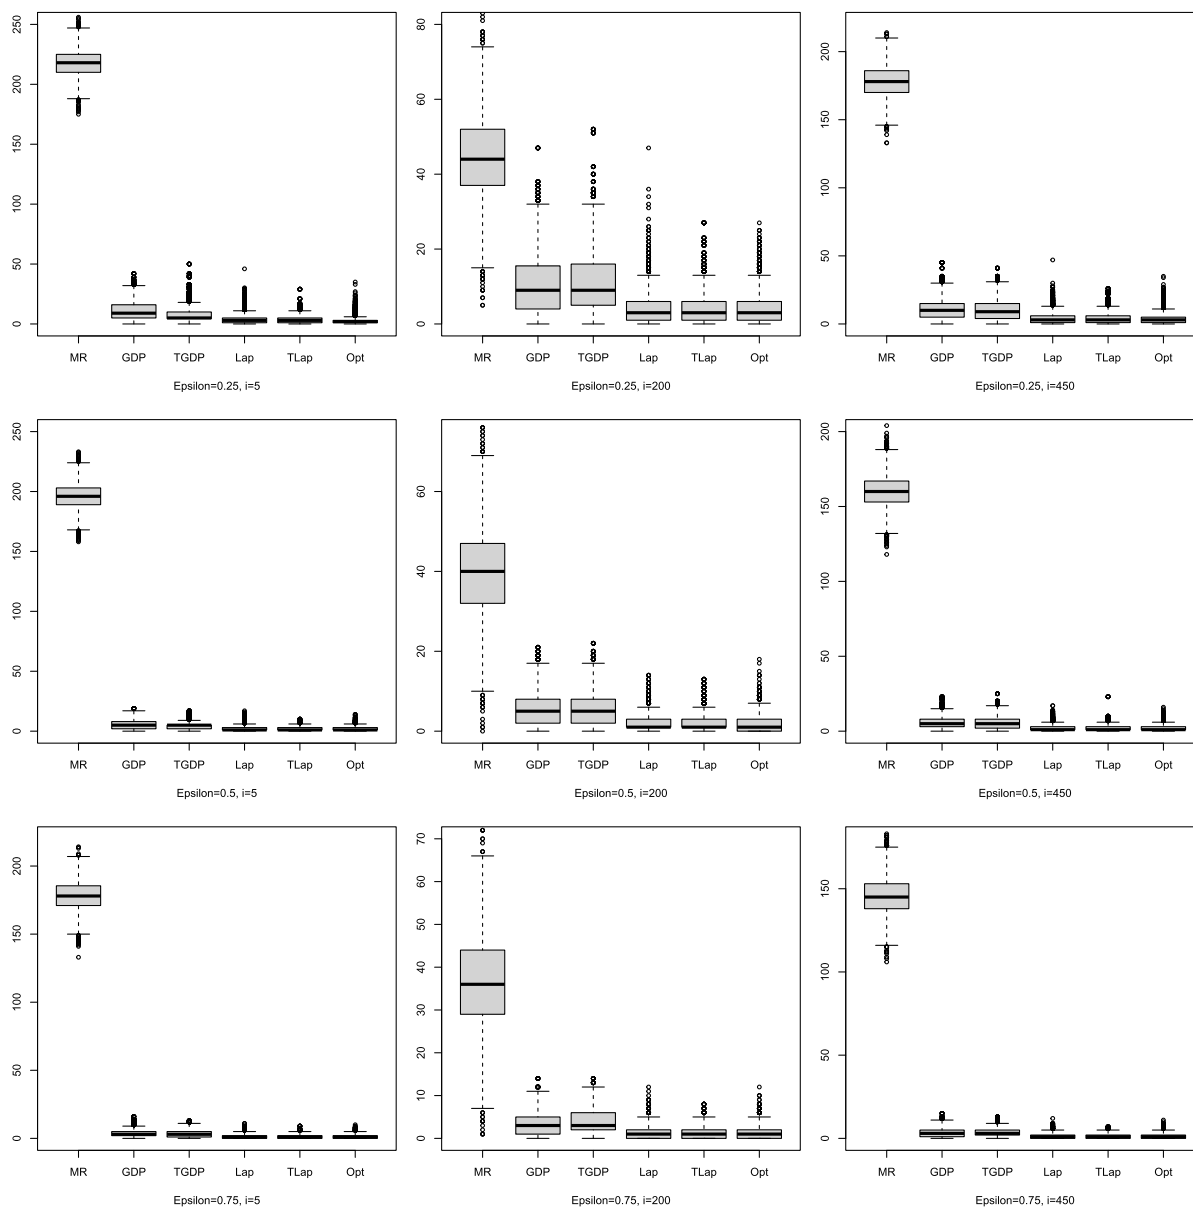 250
200
150
100
50
0
MR GDP TGDP Lap TLap Opt
Epsilon=0.25, i=5
80
60
40
20
0
MR GDP TGDP Lap TLap Opt
Epsilon=0.25, i=200
200
150
100
50
0
MR GDP TGDP Lap TLap Opt
Epsilon=0.25, i=450
250
200
150
100
50
0
MR GDP TGDP Lap TLap Opt
Epsilon=0.5, i=5
60
40
20
0
MR GDP TGDP Lap TLap Opt
Epsilon=0.5, i=200
200
150
100
50
0
MR GDP TGDP Lap TLap Opt
Epsilon=0.5, i=450
200
150
100
50
0
MR GDP TGDP Lap TLap Opt
Epsilon=0.75, i=5
70
60
50
40
30
20
10
0
MR GDP TGDP Lap TLap Opt
Epsilon=0.75, i=200
150
100
50
0
MR GDP TGDP Lap TLap Opt
Epsilon=0.75, i=450